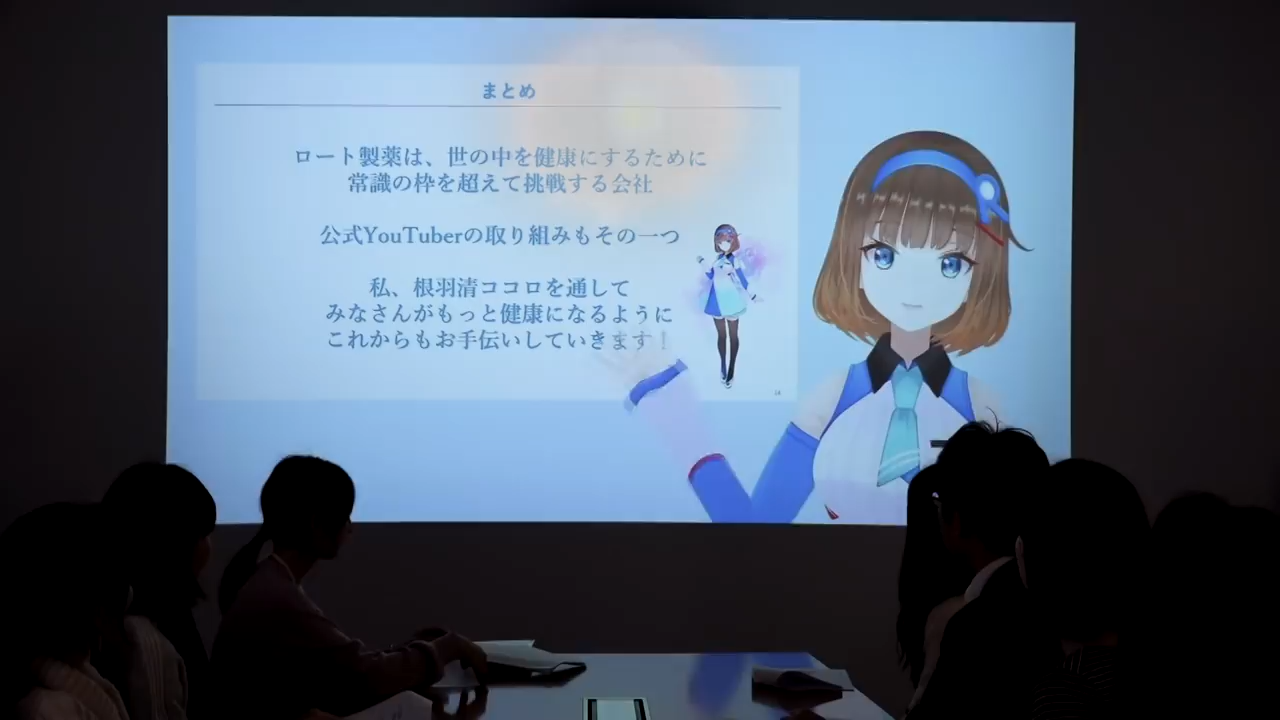 まとめ
ロート製薬は、世の中を健康にするために
常識の枠を超えて挑戦する会社
公式YouTuberの取り組みもその一つ
私、根羽清ココロを通して
みなさんがもっと健康になるように
これからもお手伝いしていきます！